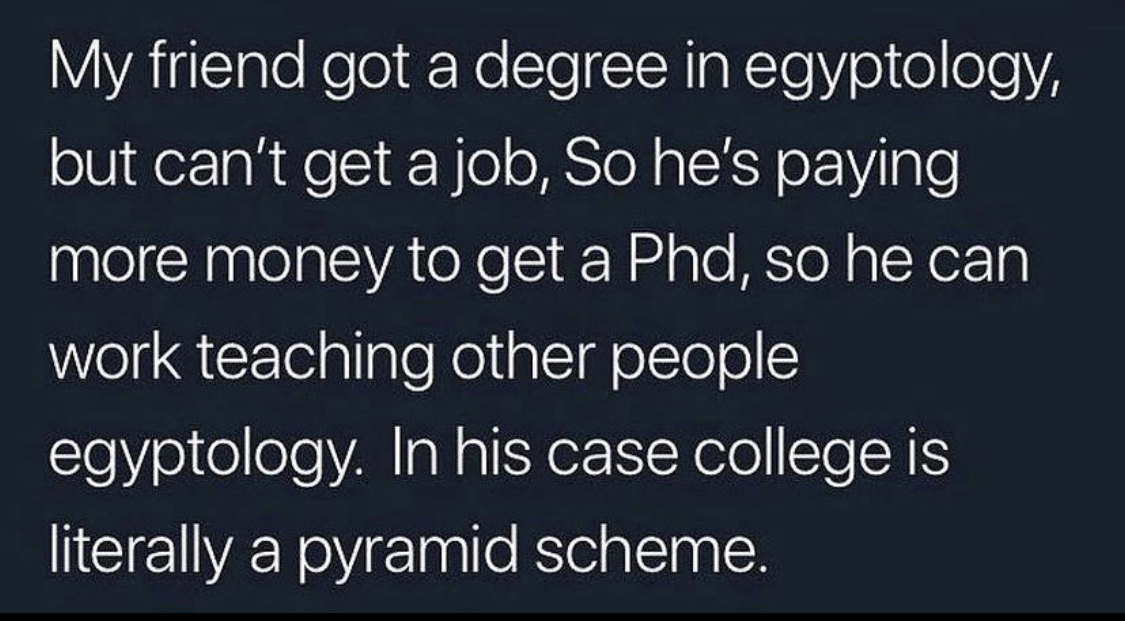 My friend got a degree in egyptology,
but can't get a job, So he's paying
more money to get a Phd, so he can
work teaching other people
egyptology.  In his case college is
literally a pyramid scheme.